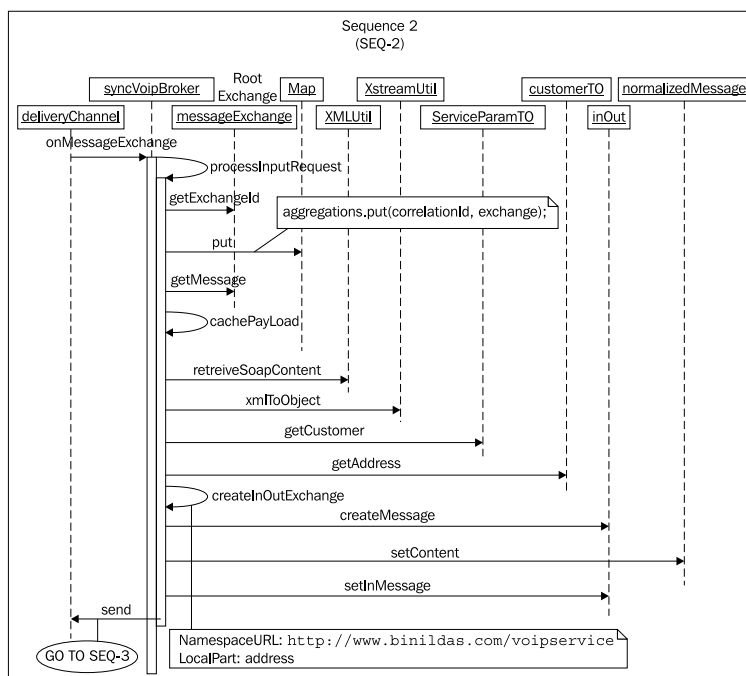 Sequence 2
(SEQ-2)
syncVoipBroker
Root
Exchange
Map
XstreamUtil
customerTO
normalizedMessage
deliveryChannel
messageExchange
XMLUtil
ServiceParamTO
inOut
onMessageExchange
processInputRequest
getExchangeId
aggregations.put(correlationId, exchange);
put
getMessage
cachePayLoad
retreiveSoapContent
xmlToObject
getCustomer
getAddress
createInOutExchange
createMessage
setContent
setInMessage
send
GO TO SEQ-3
NamespaceURL: http://www.binildas.com/voipservice
LocalPart: address